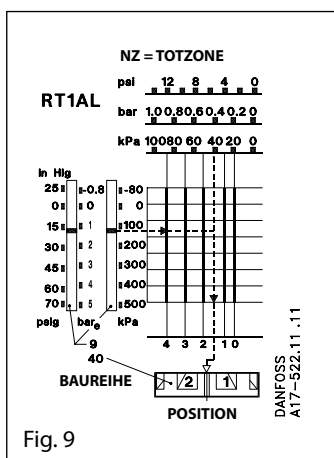 NZ = TOTZONE
psi 12 8 4 0
RT1AL
bar 1.0 0.8 0.6 0.4 0.2 0
kPa 100 80 60 40 20 0
in Hg
25 -0.8 -80
0 0 0
15 1 100
30 2 200
45 3 300
60 4 400
70 5 500
psig bare kPa
4 3 2 1 0
9
40
BAUREIHE
2 1
POSITION
DANFOSS
A17-522.11.11
Fig. 9